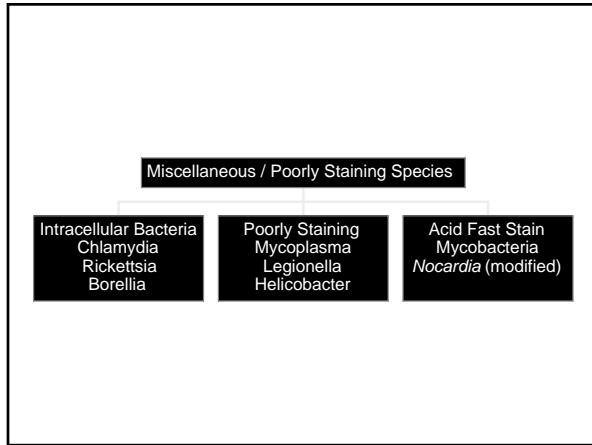 Miscellaneous / Poorly Staining Species
Intracellular Bacteria
Chlamydia
Rickettsia
Borellia
Poorly Staining
Mycoplasma
Legionella
Helicobacter
Acid Fast Stain
Mycobacteria
Nocardia (modified)